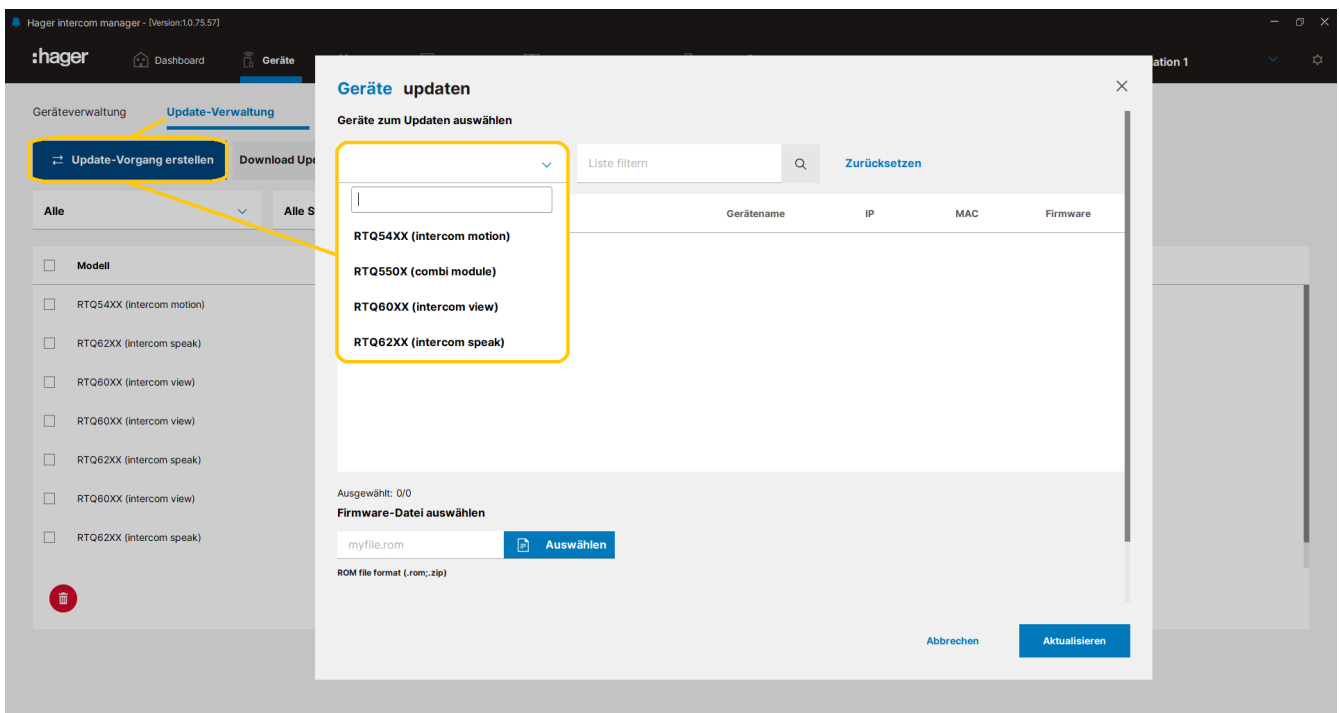 Hager intercom manager - [Version:1.0.75.57]
:hager Dashboard Geräte ation 1
Geräte updaten
Geräteverwaltung Update-Verwaltung
Geräte zum Updaten auswählen
Update-Vorgang erstellen Download Upd
Liste filtern Zurücksetzen
Alle Alle S
Gerätename IP MAC Firmware
RTQ54XX (intercom motion)
RTQ550X (combi module)
RTQ60XX (intercom view)
RTQ62XX (intercom speak)
Modell
RTQ54XX (intercom motion)
RTQ62XX (intercom speak)
RTQ60XX (intercom view)
RTQ60XX (intercom view)
RTQ62XX (intercom speak)
RTQ60XX (intercom view)
RTQ62XX (intercom speak)
Ausgewählt: 0/0
Firmware-Datei auswählen
myfile.rom Auswählen
ROM file format (.rom;.zip)
Abbrechen Aktualisieren